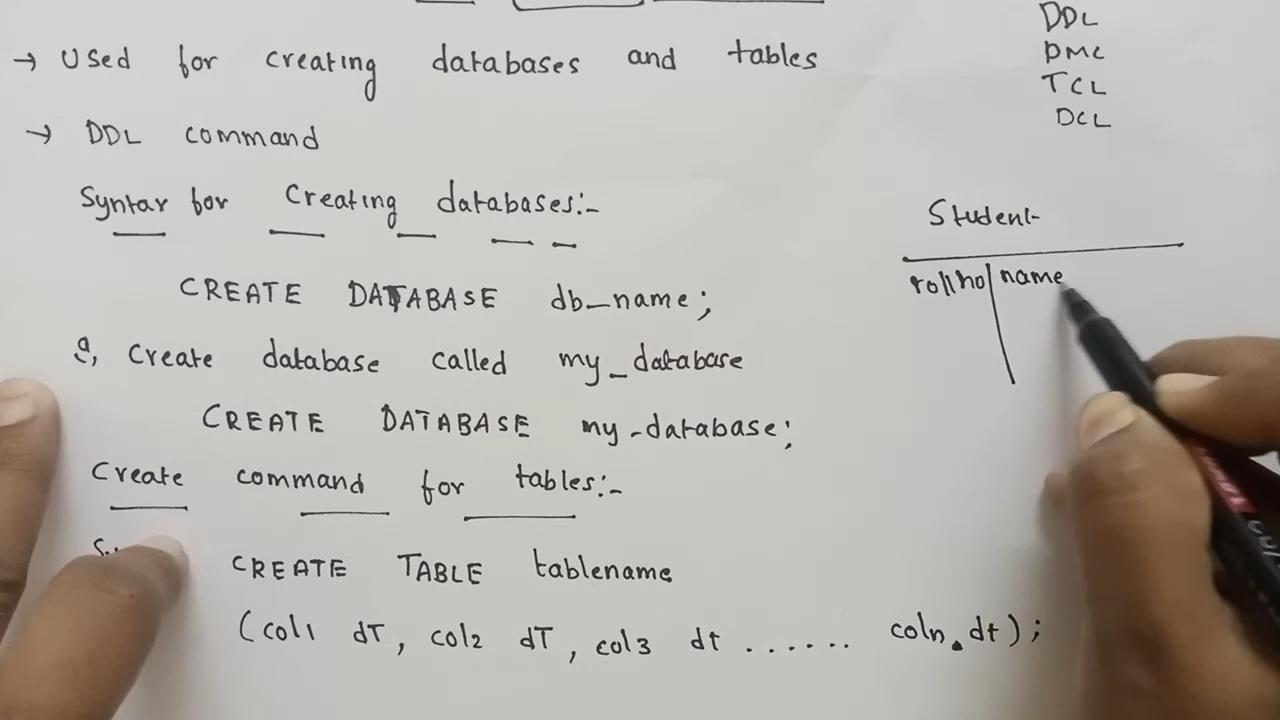 → Used for creating databases and tables
→ DDL command
Syntax for creating databases:-
CREATE DATABASE db_name;
Create database called my_database
CREATE DATABASE my_database;
Create command for tables:-
CREATE TABLE tablename
(col1 dT, col2 dT, col3 dt ...... coln dt);
DDL
DML
TCL
DCL
Student
rollno name